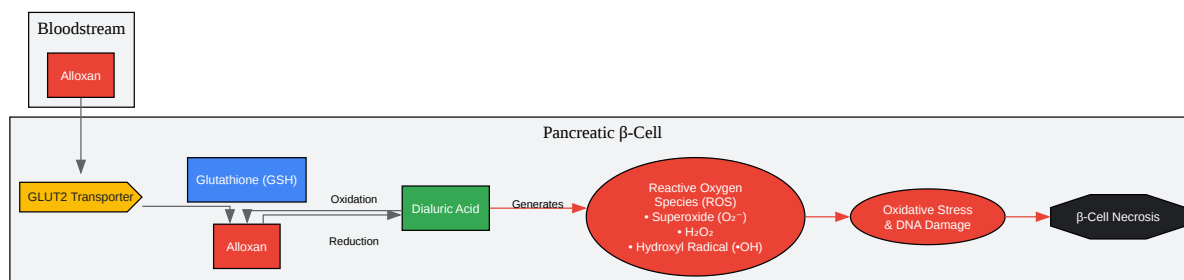 Bloodstream
Alloxan
Pancreatic β-Cell
GLUT2 Transporter
Glutathione (GSH)
Alloxan
Oxidation
Reduction
Dialuric Acid
Generates
Reactive Oxygen
Species (ROS)
• Superoxide (O₂⁻)
• H₂O₂
• Hydroxyl Radical (•OH)
Oxidative Stress
& DNA Damage
β-Cell Necrosis